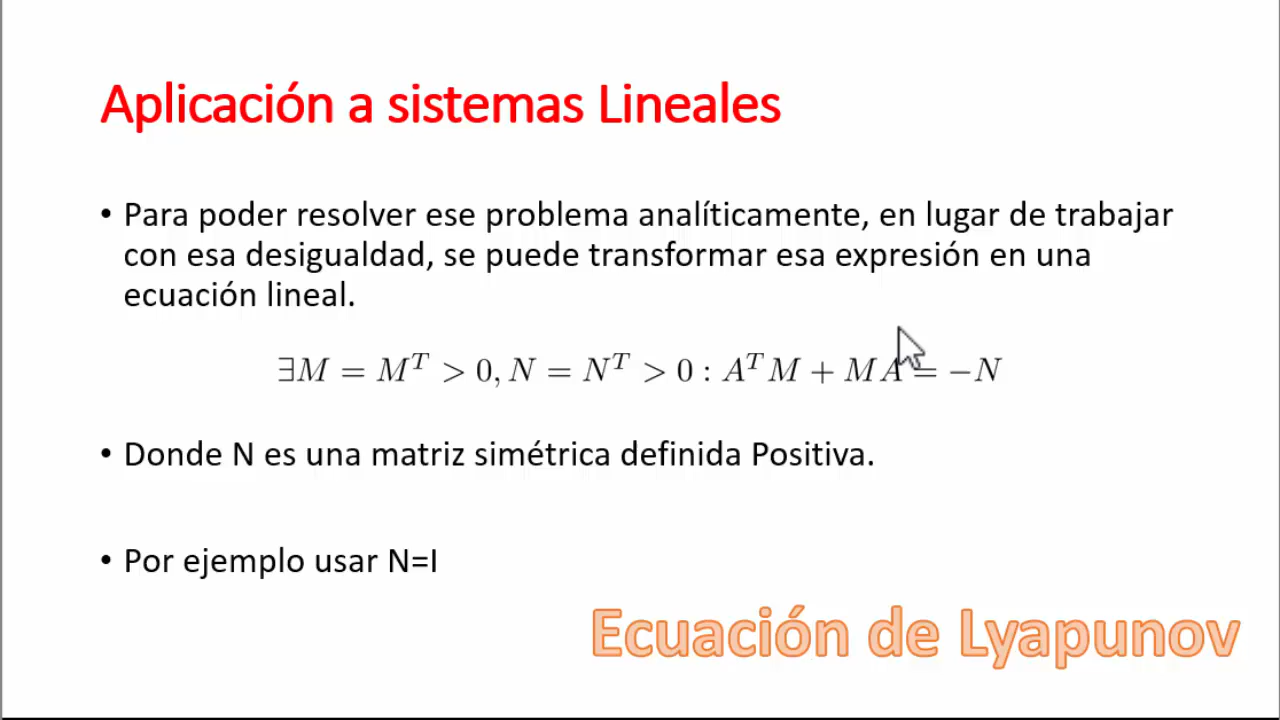 Aplicación a sistemas Lineales
• Para poder resolver ese problema analíticamente, en lugar de trabajar
con esa desigualdad, se puede transformar esa expresión en una
ecuación lineal.
∃M = M^T > 0, N = N^T > 0 : A^T M + MA = −N
• Donde N es una matriz simétrica definida Positiva.
• Por ejemplo usar N=I
Ecuación de Lyapunov